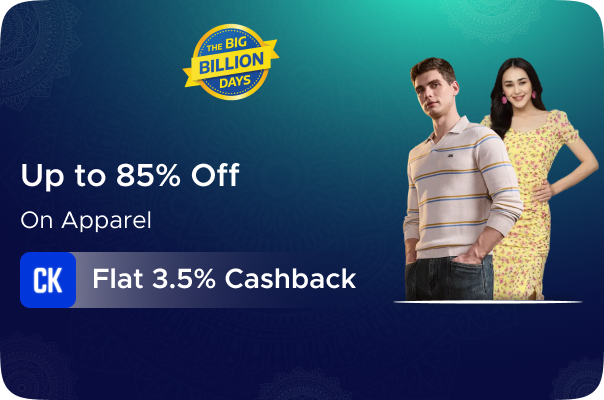 THE BIG
BILLION
DAYS
Up to 85% Off
On Apparel
CK
Flat 3.5% Cashback